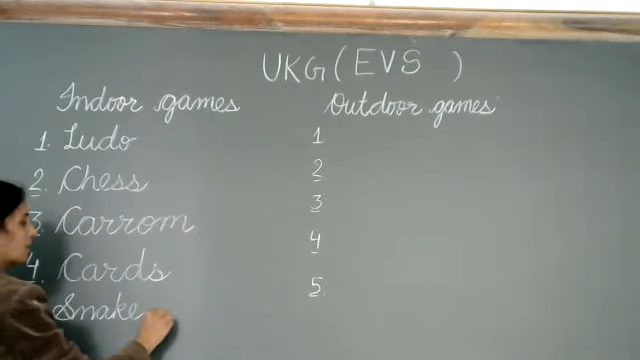 UKG (EVS)
Indoor games
1. Ludo
2. Chess
3. Carrom
4. Cards
Snake
Outdoor games
1
2
3
4
5.